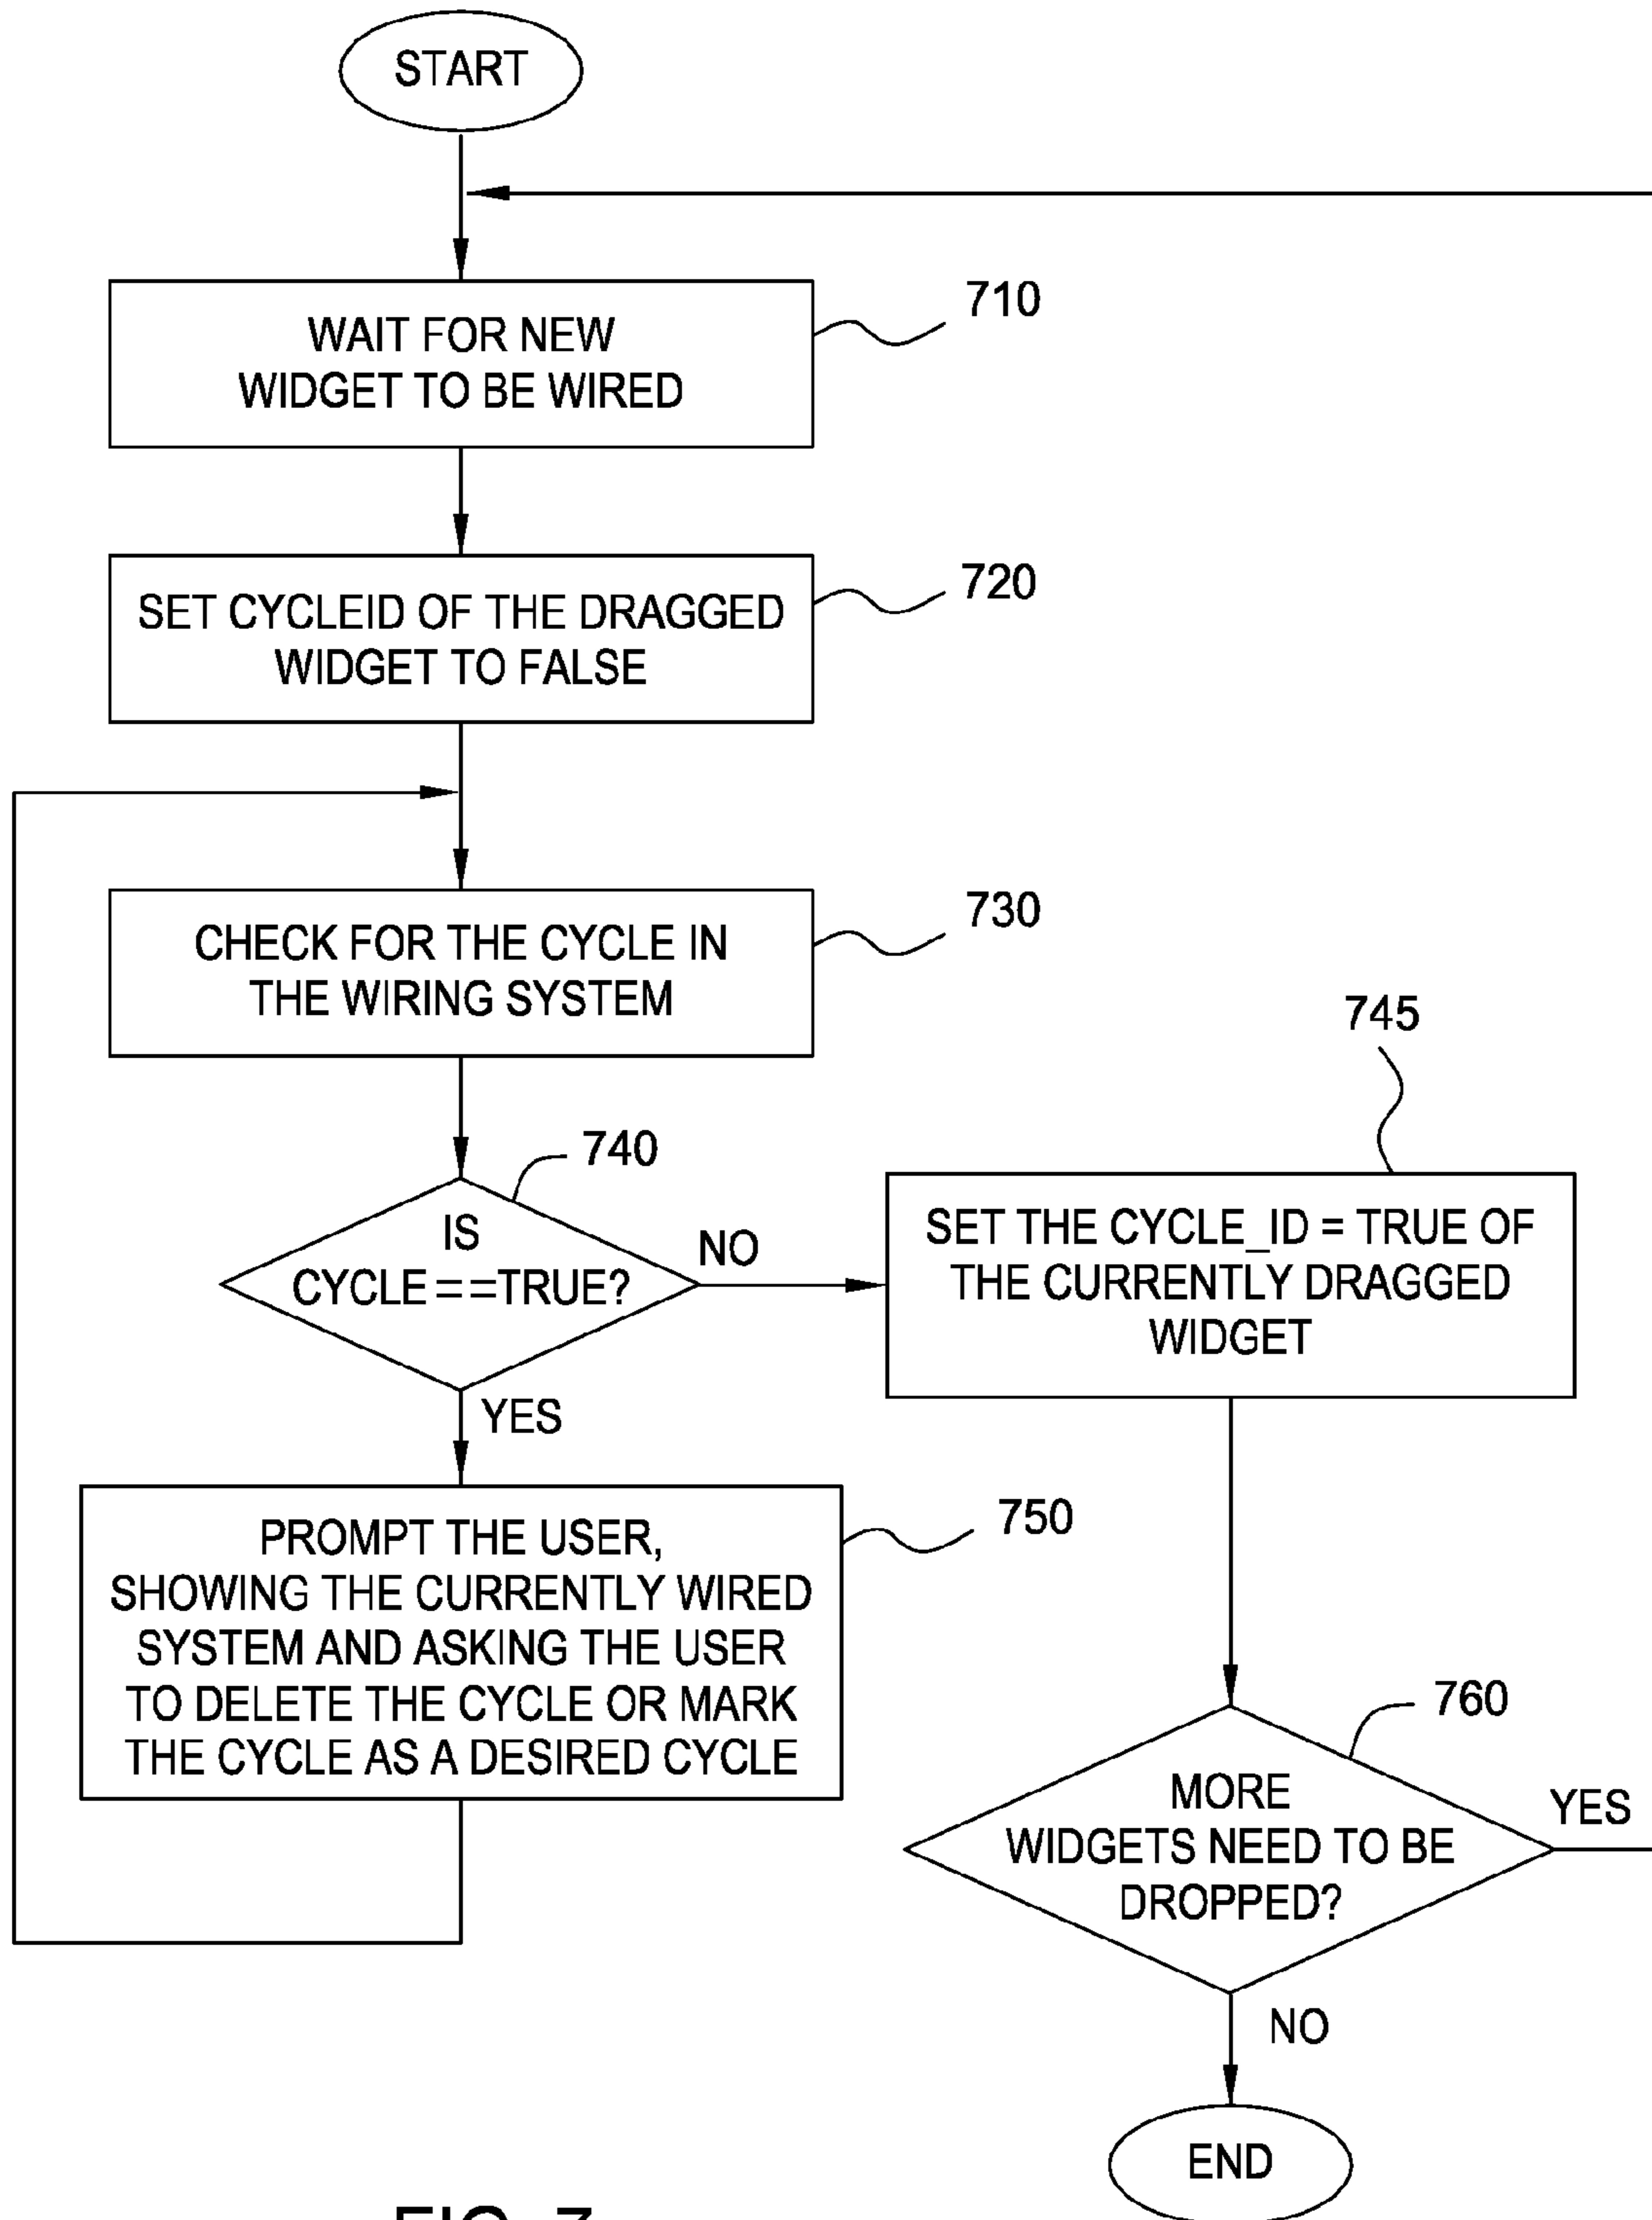 START
WAIT FOR NEW
WIDGET TO BE WIRED
710
SET CYCLEID OF THE DRAGGED
WIDGET TO FALSE
720
CHECK FOR THE CYCLE IN
THE WIRING SYSTEM
730
IS
CYCLE==TRUE?
740
NO
YES
SET THE CYCLE_ID = TRUE OF
THE CURRENTLY DRAGGED
WIDGET
745
PROMPT THE USER,
SHOWING THE CURRENTLY WIRED
SYSTEM AND ASKING THE USER
TO DELETE THE CYCLE OR MARK
THE CYCLE AS A DESIRED CYCLE
750
MORE
WIDGETS NEED TO BE
DROPPED?
760
YES
NO
END
FIG. 7